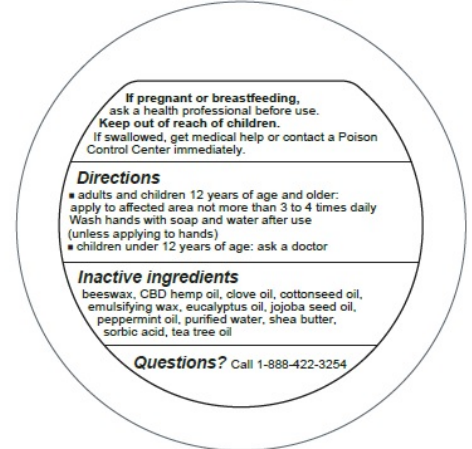 If pregnant or breastfeeding,
ask a health professional before use.
Keep out of reach of children.
If swallowed, get medical help or contact a Poison
Control Center immediately.
Directions
▪ adults and children 12 years of age and older:
apply to affected area not more than 3 to 4 times daily
Wash hands with soap and water after use
(unless applying to hands)
▪ children under 12 years of age: ask a doctor
Inactive ingredients
beeswax, CBD hemp oil, clove oil, cottonseed oil,
emulsifying wax, eucalyptus oil, jojoba seed oil,
peppermint oil, purified water, shea butter,
sorbic acid, tea tree oil
Questions? Call 1-888-422-3254